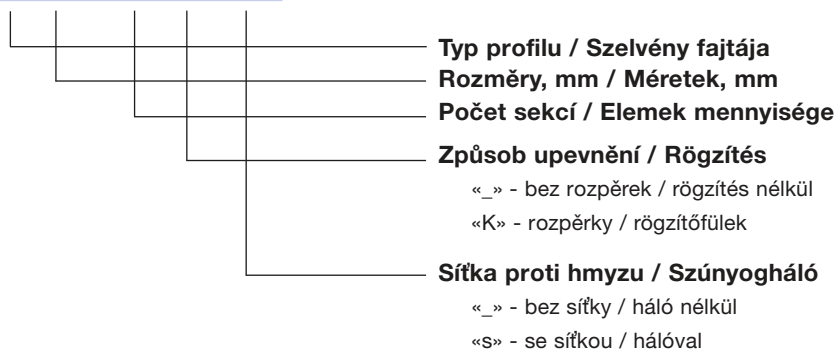 Typ profilu / Szelvény fajtája
Rozměry, mm / Méretek, mm
Počet sekcí / Elemek mennyisége
Způsob upevnění / Rögzítés
«_» - bez rozpěrek / rögzítés nélkül
«K» - rozpěrky / rögzítőfülek
Síťka proti hmyzu / Szúnyogháló
«_» - bez síťky / háló nélkül
«s» - se síťkou / hálóval